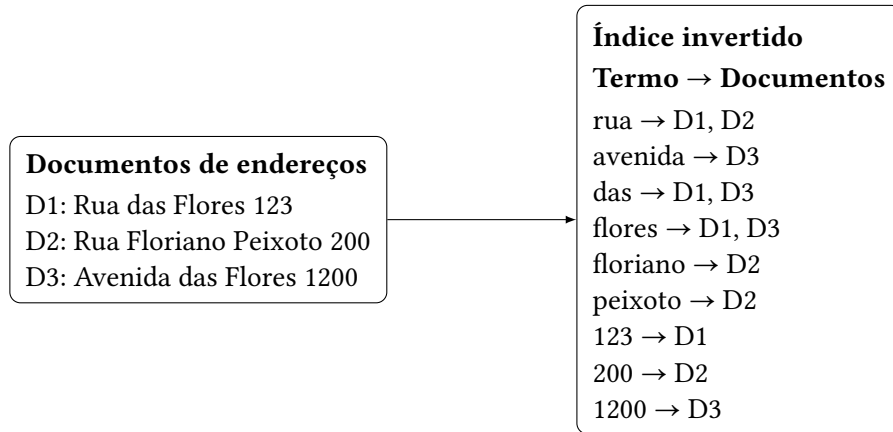 Documentos de endereços
D1: Rua das Flores 123
D2: Rua Floriano Peixoto 200
D3: Avenida das Flores 1200
Índice invertido
Termo → Documentos
rua → D1, D2
avenida → D3
das → D1, D3
flores → D1, D3
floriano → D2
peixoto → D2
123 → D1
200 → D2
1200 → D3